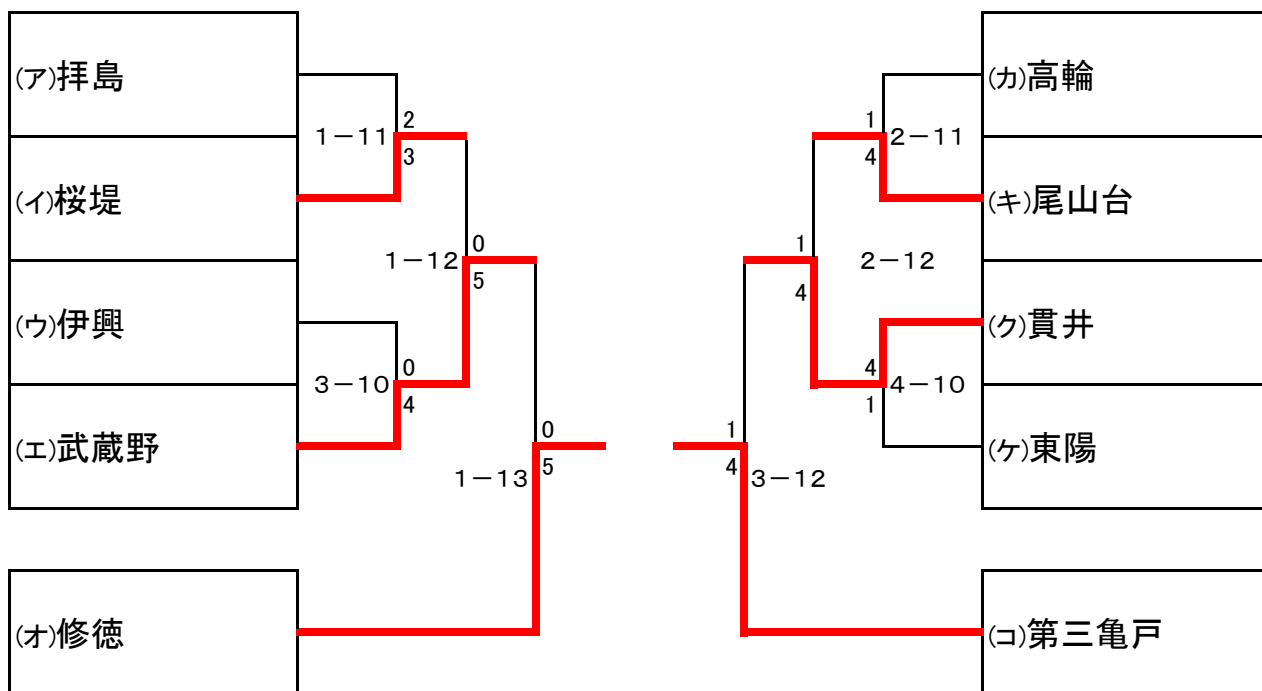 (ア)拝島
(イ)桜堤
(ウ)伊興
(エ)武蔵野
(オ)修徳
1－11
2
3
3－10
0
4
1－12
0
5
1－13
0
5
(カ)高輪
(キ)尾山台
(ク)貫井
(ケ)東陽
(コ)第三亀戸
1
4
2－11
4
1
4－10
1
4
2－12
1
4
3－12